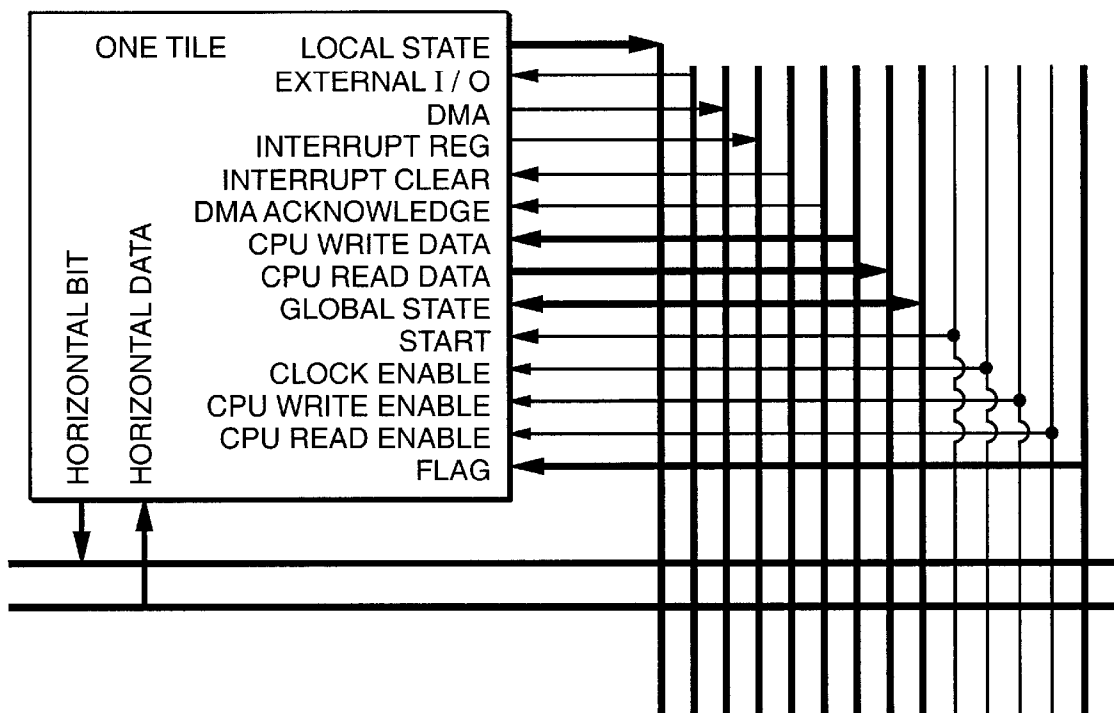 ONE TILE
LOCAL STATE
EXTERNAL I / O
DMA
INTERRUPT REG
INTERRUPT CLEAR
DMA ACKNOWLEDGE
CPU WRITE DATA
CPU READ DATA
GLOBAL STATE
START
CLOCK ENABLE
CPU WRITE ENABLE
CPU READ ENABLE
FLAG
HORIZONTAL BIT
HORIZONTAL DATA